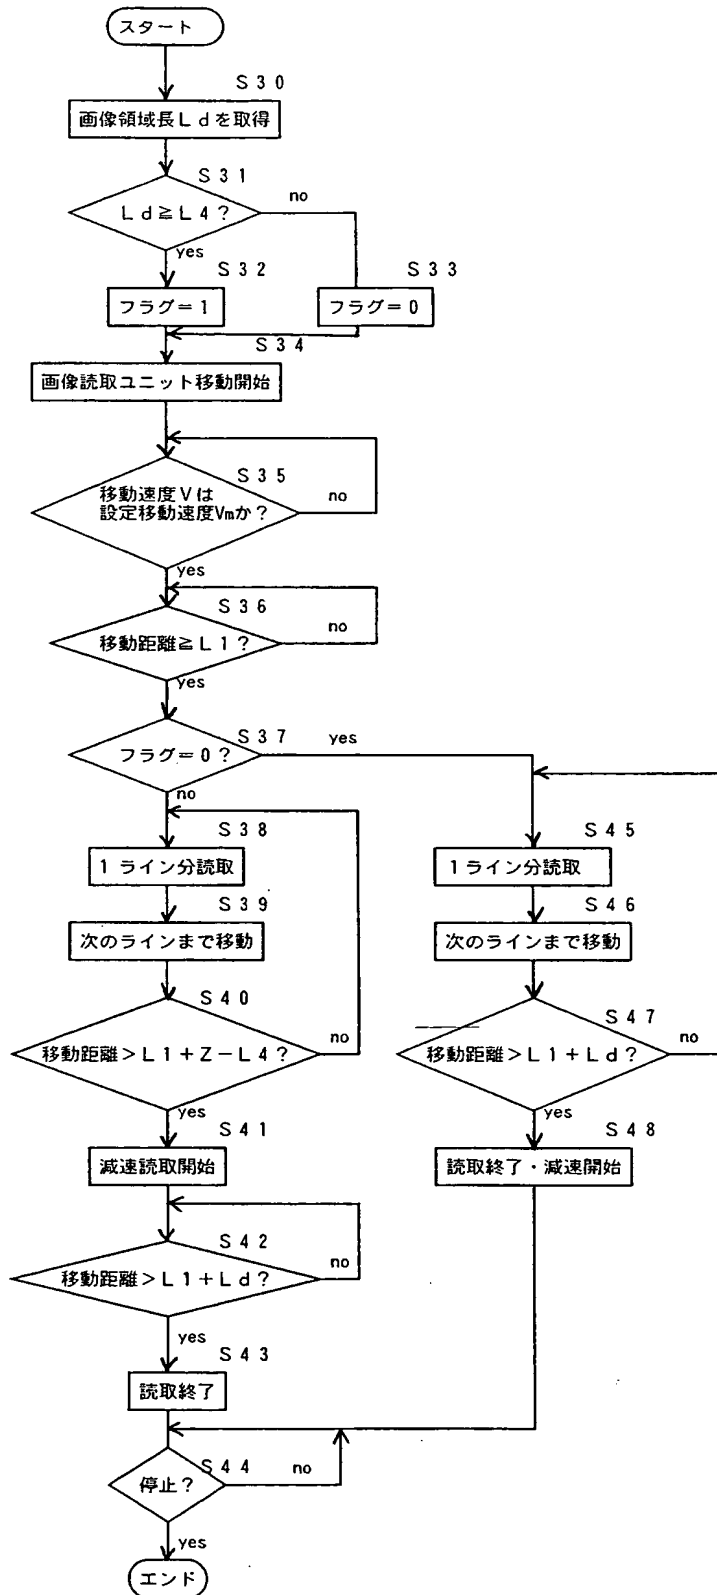 スタート
S30
画像領域長Ldを取得
S31
Ld≧L4?
no
yes
S32
S33
フラグ=1
フラグ=0
S34
画像読取ユニット移動開始
S35
移動速度Vは
設定移動速度Vmか?
no
yes
S36
移動距離≧L1?
no
yes
S37
フラグ=0?
yes
no
S38
S45
1ライン分読取
1ライン分読取
S39
S46
次のラインまで移動
次のラインまで移動
S40
S47
移動距離>L1+Z-L4?
no
移動距離>L1+Ld?
no
yes
yes
S41
S48
減速読取開始
読取終了・減速開始
S42
移動距離>L1+Ld?
no
yes
S43
読取終了
S44
no
停止?
yes
エンド